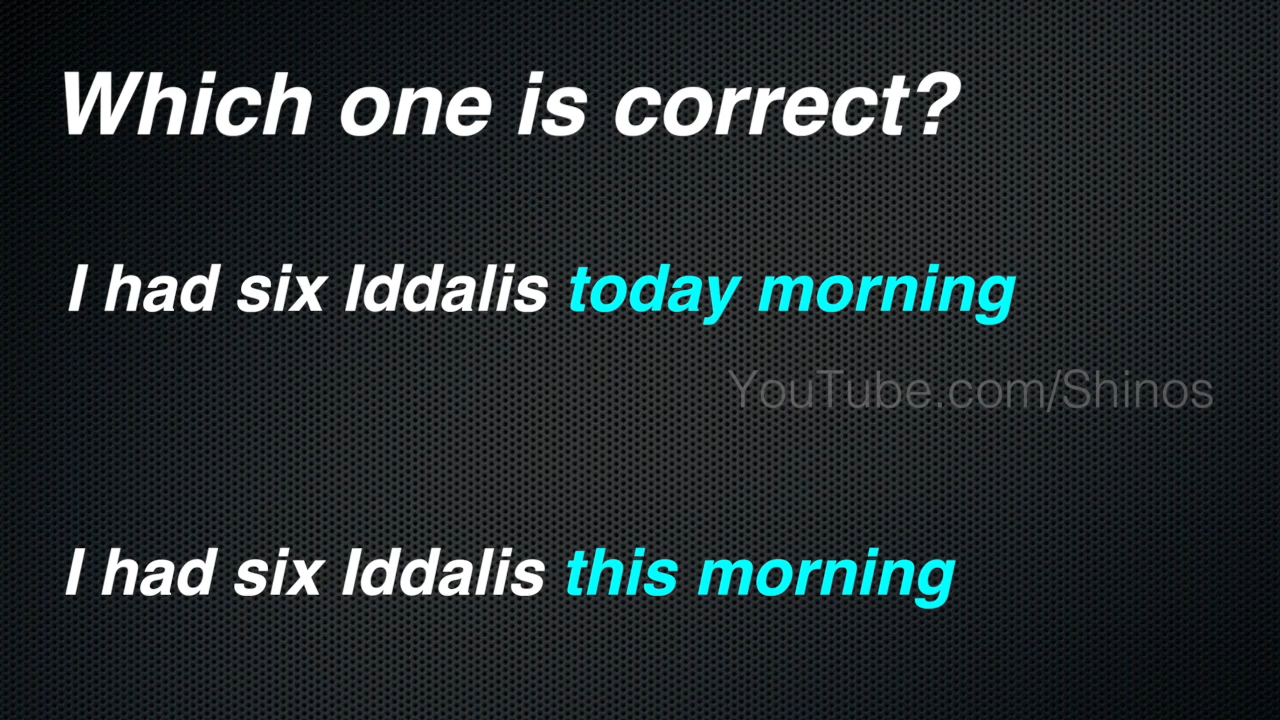 Which one is correct?
I had six Iddalis today morning
YouTube.com/Shinos
I had six Iddalis this morning